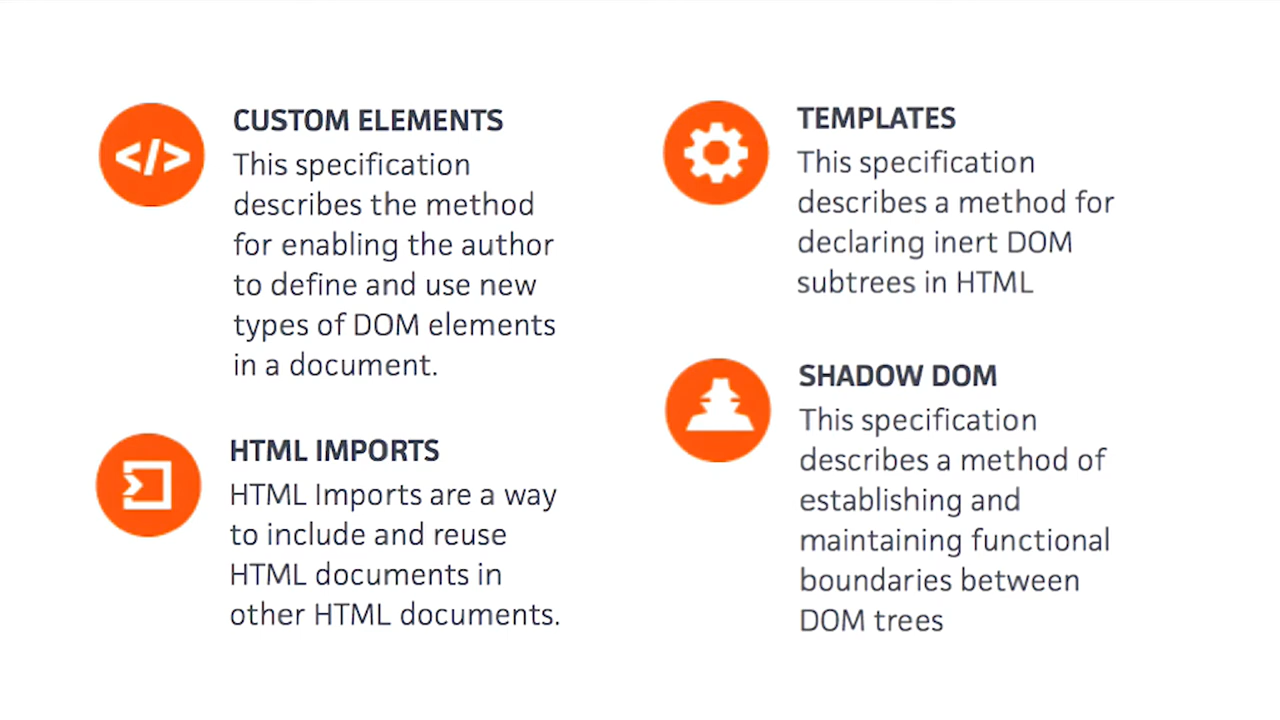 CUSTOM ELEMENTS
This specification
describes the method
for enabling the author
to define and use new
types of DOM elements
in a document.
HTML IMPORTS
HTML Imports are a way
to include and reuse
HTML documents in
other HTML documents.
TEMPLATES
This specification
describes a method for
declaring inert DOM
subtrees in HTML
SHADOW DOM
This specification
describes a method of
establishing and
maintaining functional
boundaries between
DOM trees